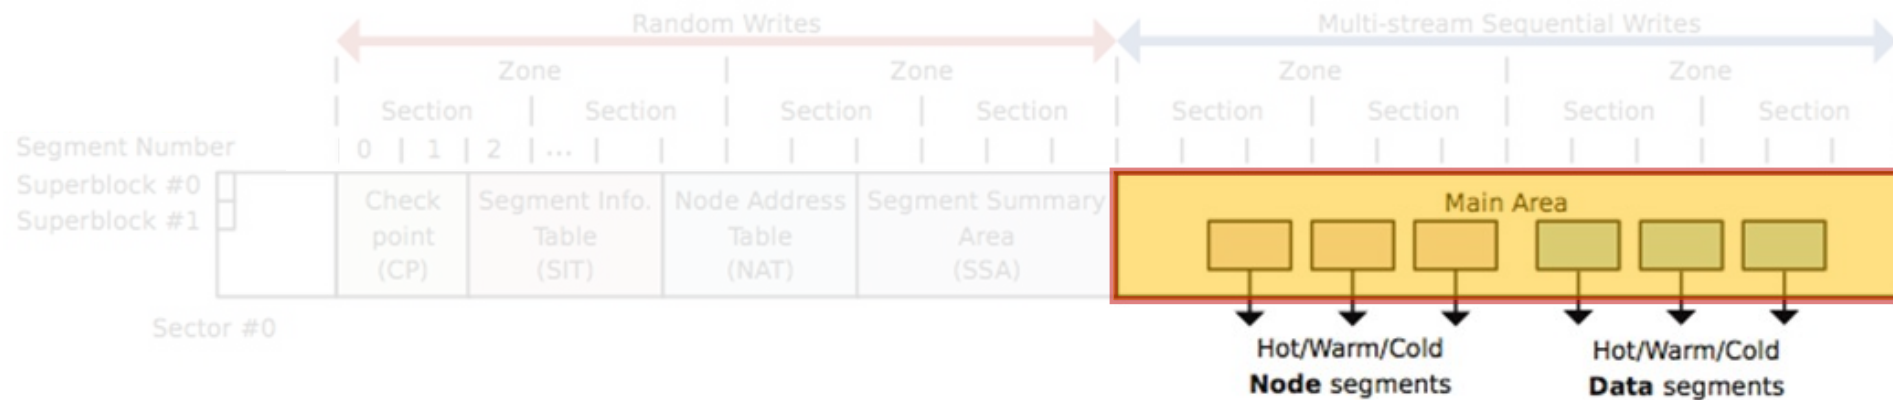 Random Writes Multi-stream Sequential Writes
Zone Zone Zone Zone
Section Section Section Section Section Section Section Section
Segment Number 0 1 2 ...
Superblock #0
Superblock #1
Check point (CP)
Segment Info. Table (SIT)
Node Address Table (NAT)
Segment Summary Area (SSA)
Main Area
Sector #0
Hot/Warm/Cold
Node segments
Hot/Warm/Cold
Data segments